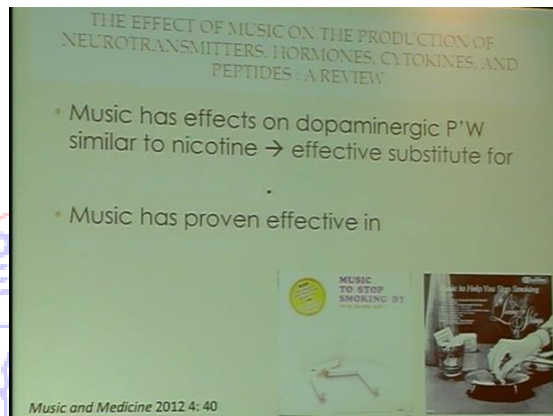 THE EFFECT OF MUSIC ON THE PRODUCTION OF
NEUROTRANSMITTERS, HORMONES, CYTOKINES, AND
PEPTIDES : A REVIEW
• Music has effects on dopaminergic P'W
similar to nicotine → effective substitute for
• Music has proven effective in
MUSIC
TO STOP
SMOKING BY
Music to Help You Stop Smoking
Music and Medicine 2012 4: 40